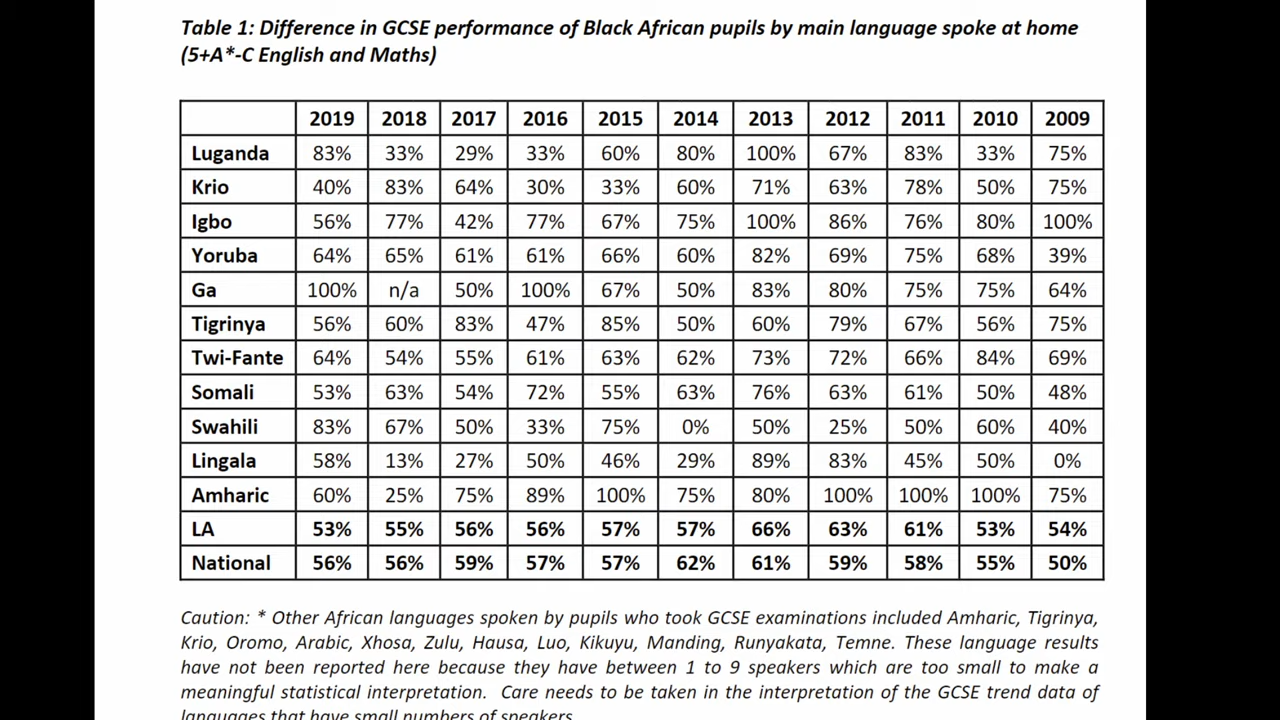 Table 1: Difference in GCSE performance of Black African pupils by main language spoke at home
(5+A*-C English and Maths)
2019 2018 2017 2016 2015 2014 2013 2012 2011 2010 2009
Luganda 83% 33% 29% 33% 60% 80% 100% 67% 83% 33% 75%
Krio 40% 83% 64% 30% 33% 60% 71% 63% 78% 50% 75%
Igbo 56% 77% 42% 77% 67% 75% 100% 86% 76% 80% 100%
Yoruba 64% 65% 61% 61% 66% 60% 82% 69% 75% 68% 39%
Ga 100% n/a 50% 100% 67% 50% 83% 80% 75% 75% 64%
Tigrinya 56% 60% 83% 47% 85% 50% 60% 79% 67% 56% 75%
Twi-Fante 64% 54% 55% 61% 63% 62% 73% 72% 66% 84% 69%
Somali 53% 63% 54% 72% 55% 63% 76% 63% 61% 50% 48%
Swahili 83% 67% 50% 33% 75% 0% 50% 25% 50% 60% 40%
Lingala 58% 13% 27% 50% 46% 29% 89% 83% 45% 50% 0%
Amharic 60% 25% 75% 89% 100% 75% 80% 100% 100% 100% 75%
LA 53% 55% 56% 56% 57% 57% 66% 63% 61% 53% 54%
National 56% 56% 59% 57% 57% 62% 61% 59% 58% 55% 50%
Caution: * Other African languages spoken by pupils who took GCSE examinations included Amharic, Tigrinya,
Krio, Oromo, Arabic, Xhosa, Zulu, Hausa, Luo, Kikuyu, Manding, Runyakata, Temne. These language results
have not been reported here because they have between 1 to 9 speakers which are too small to make a
meaningful statistical interpretation. Care needs to be taken in the interpretation of the GCSE trend data of
languages that have small numbers of speakers